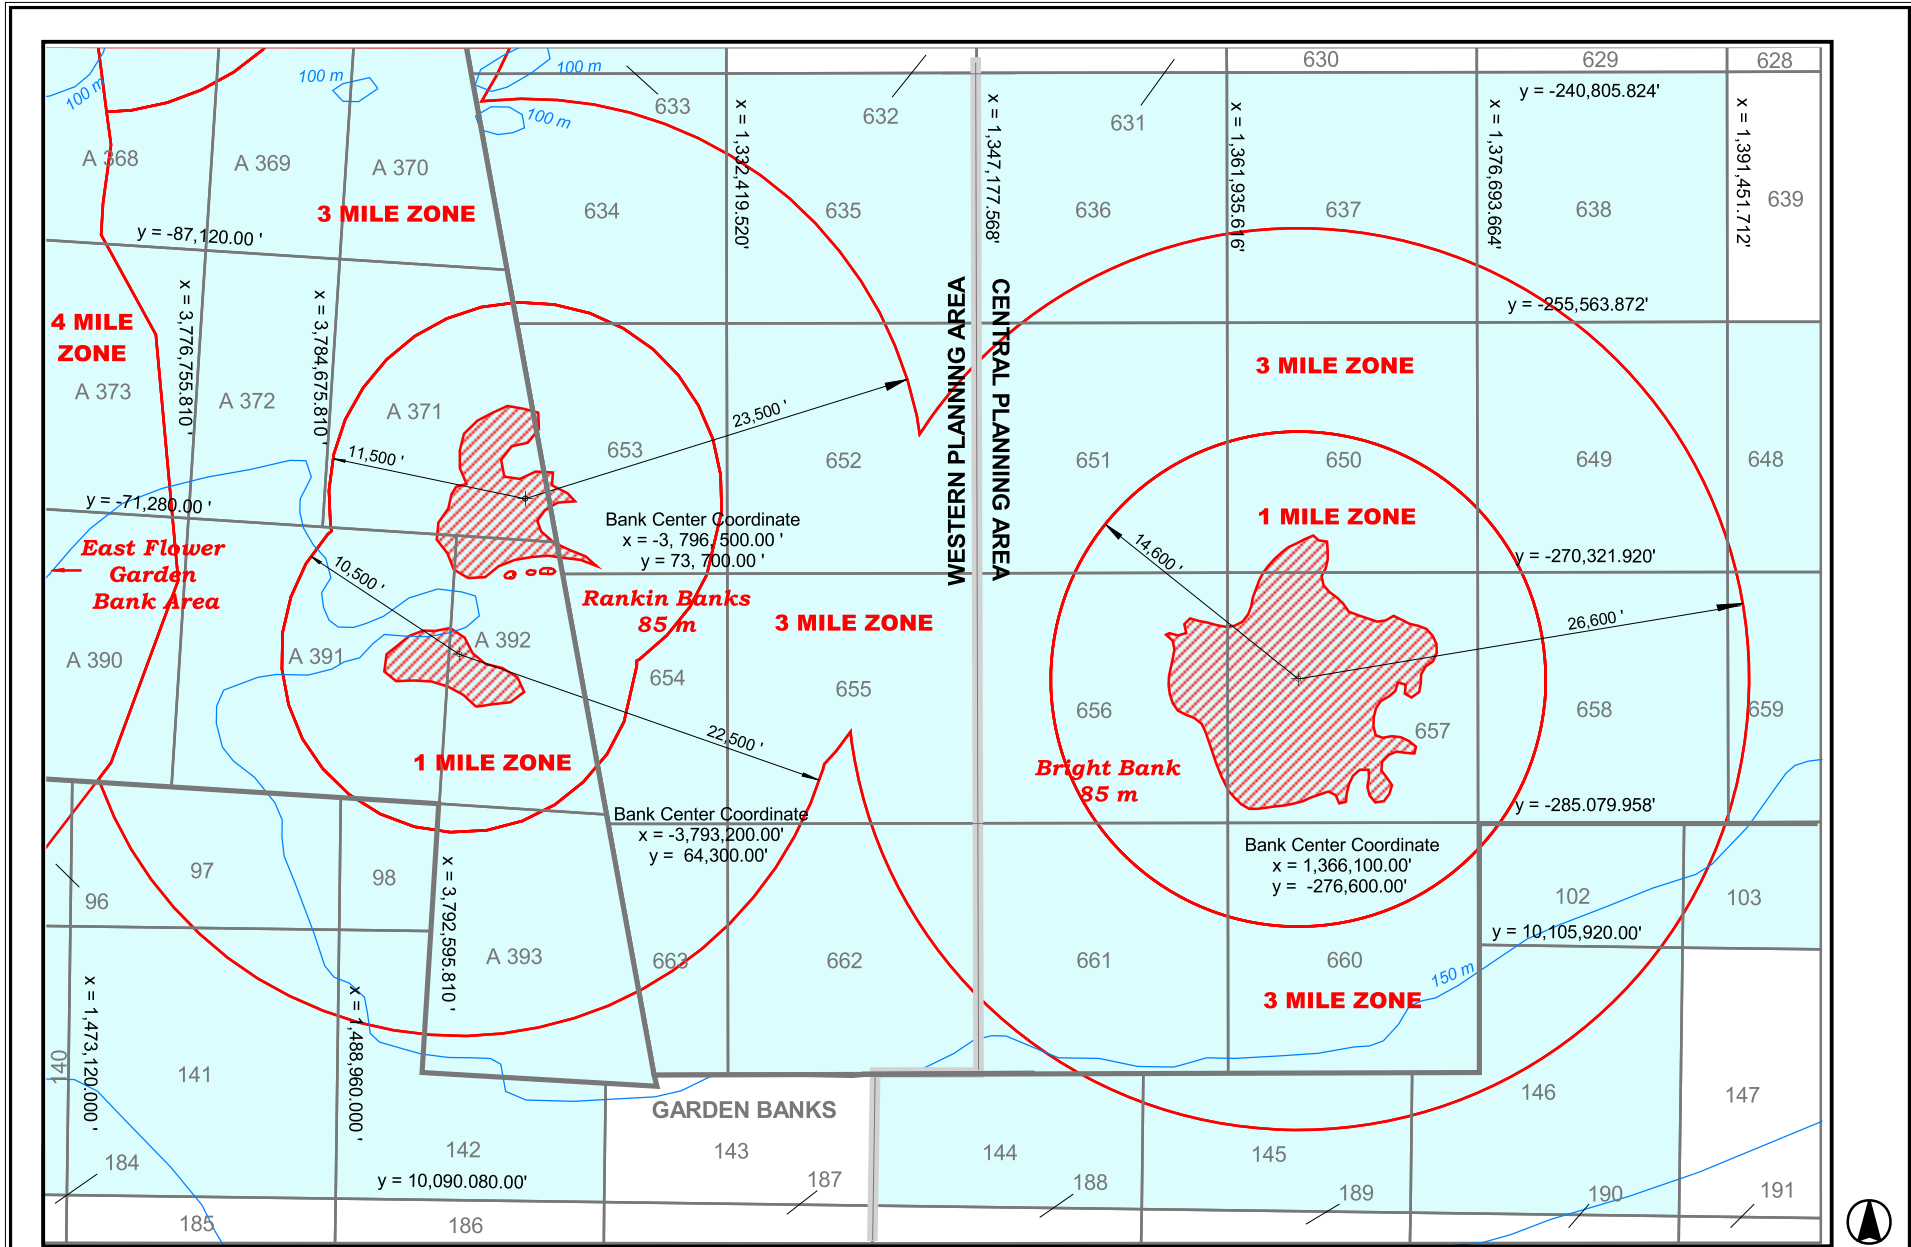 630
629
628
100 m
100 m
100 m
100 m
633
632
631
y = -240,805.824'
x = 1,332,419.520'
x = 1,347,177.568'
x = 1,361,935.616'
x = 1,376,693.664'
x = 1,391,451.712'
A 368
A 369
A 370
3 MILE ZONE
634
635
636
637
638
639
y = -87,120.00 '
x = 3,776,755.810 '
x = 3,784,675.810 '
4 MILE
ZONE
WESTERN PLANNING AREA
CENTRAL PLANNING AREA
y = -255,563.872'
3 MILE ZONE
A 373
A 372
A 371
23,500 '
11,500 '
653
652
651
650
649
648
y = -71,280.00 '
Bank Center Coordinate
x = -3, 796,500.00 '
y = 73, 700.00 '
1 MILE ZONE
14,600'
y = -270,321.920'
East Flower
Garden
Bank Area
10,500 '
Rankin Banks
85 m
3 MILE ZONE
26,600 '
A 390
A 391
A 392
654
655
656
657
658
659
22,500 '
1 MILE ZONE
Bright Bank
85 m
y = -285.079.958'
Bank Center Coordinate
x = -3,793,200.00'
y = 64,300.00'
Bank Center Coordinate
x = 1,366,100.00'
y = -276,600.00'
96
97
98
x = 3,792,595.810 '
102
103
y = 10,105,920.00'
A 393
663
662
661
660
150 m
3 MILE ZONE
x = 1,473,120.000 '
x = 1,488,960.000 '
140
141
GARDEN BANKS
146
147
142
143
144
145
184
y = 10,090.080.00'
187
188
189
190
191
185
186